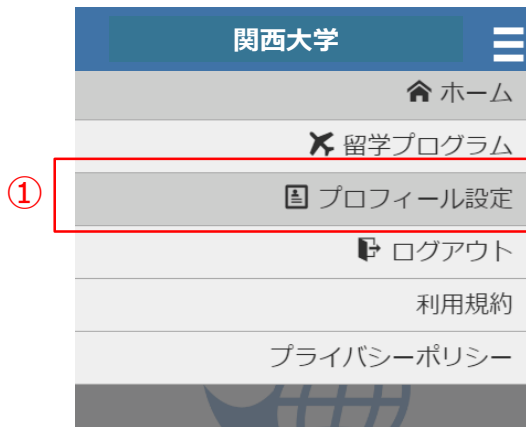 関西大学
ホーム
留学プログラム
①
プロフィール設定
ログアウト
利用規約
プライバシーポリシー